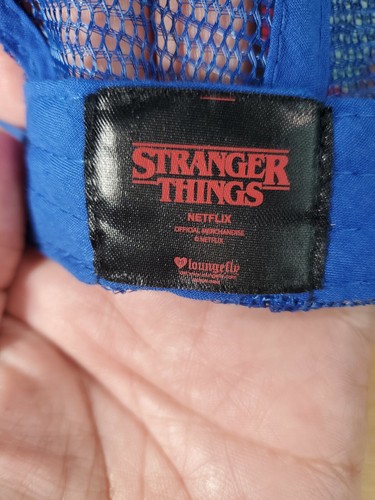 STRANGER
THINGS
NETFLIX
OFFICIAL MERCHANDISE
© NETFLIX
loungefly